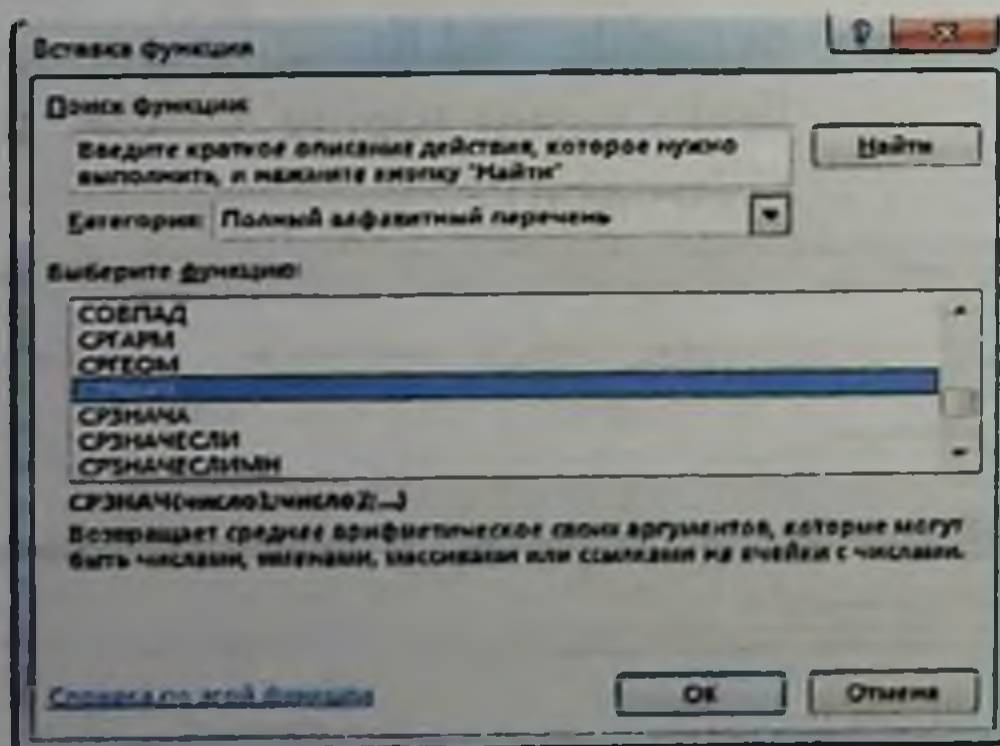 Вставка функции
Поиск функции:
Введите краткое описание действия, которое нужно
выполнить, и нажмите кнопку "Найти"
Найти
Категория: Полный алфавитный перечень
Выберите функцию:
СОВПАД
СРГАРМ
СРГЕОМ
СРЗНАЧА
СРЗНАЧЕСЛИ
СРЗНАЧЕСЛИМН
СРЗНАЧ(число1;число2;...)
Возвращает среднее арифметическое своих аргументов, которые могут
быть числами, именами, массивами или ссылками на ячейки с числами.
Справка по этой функции
ОК
Отмена